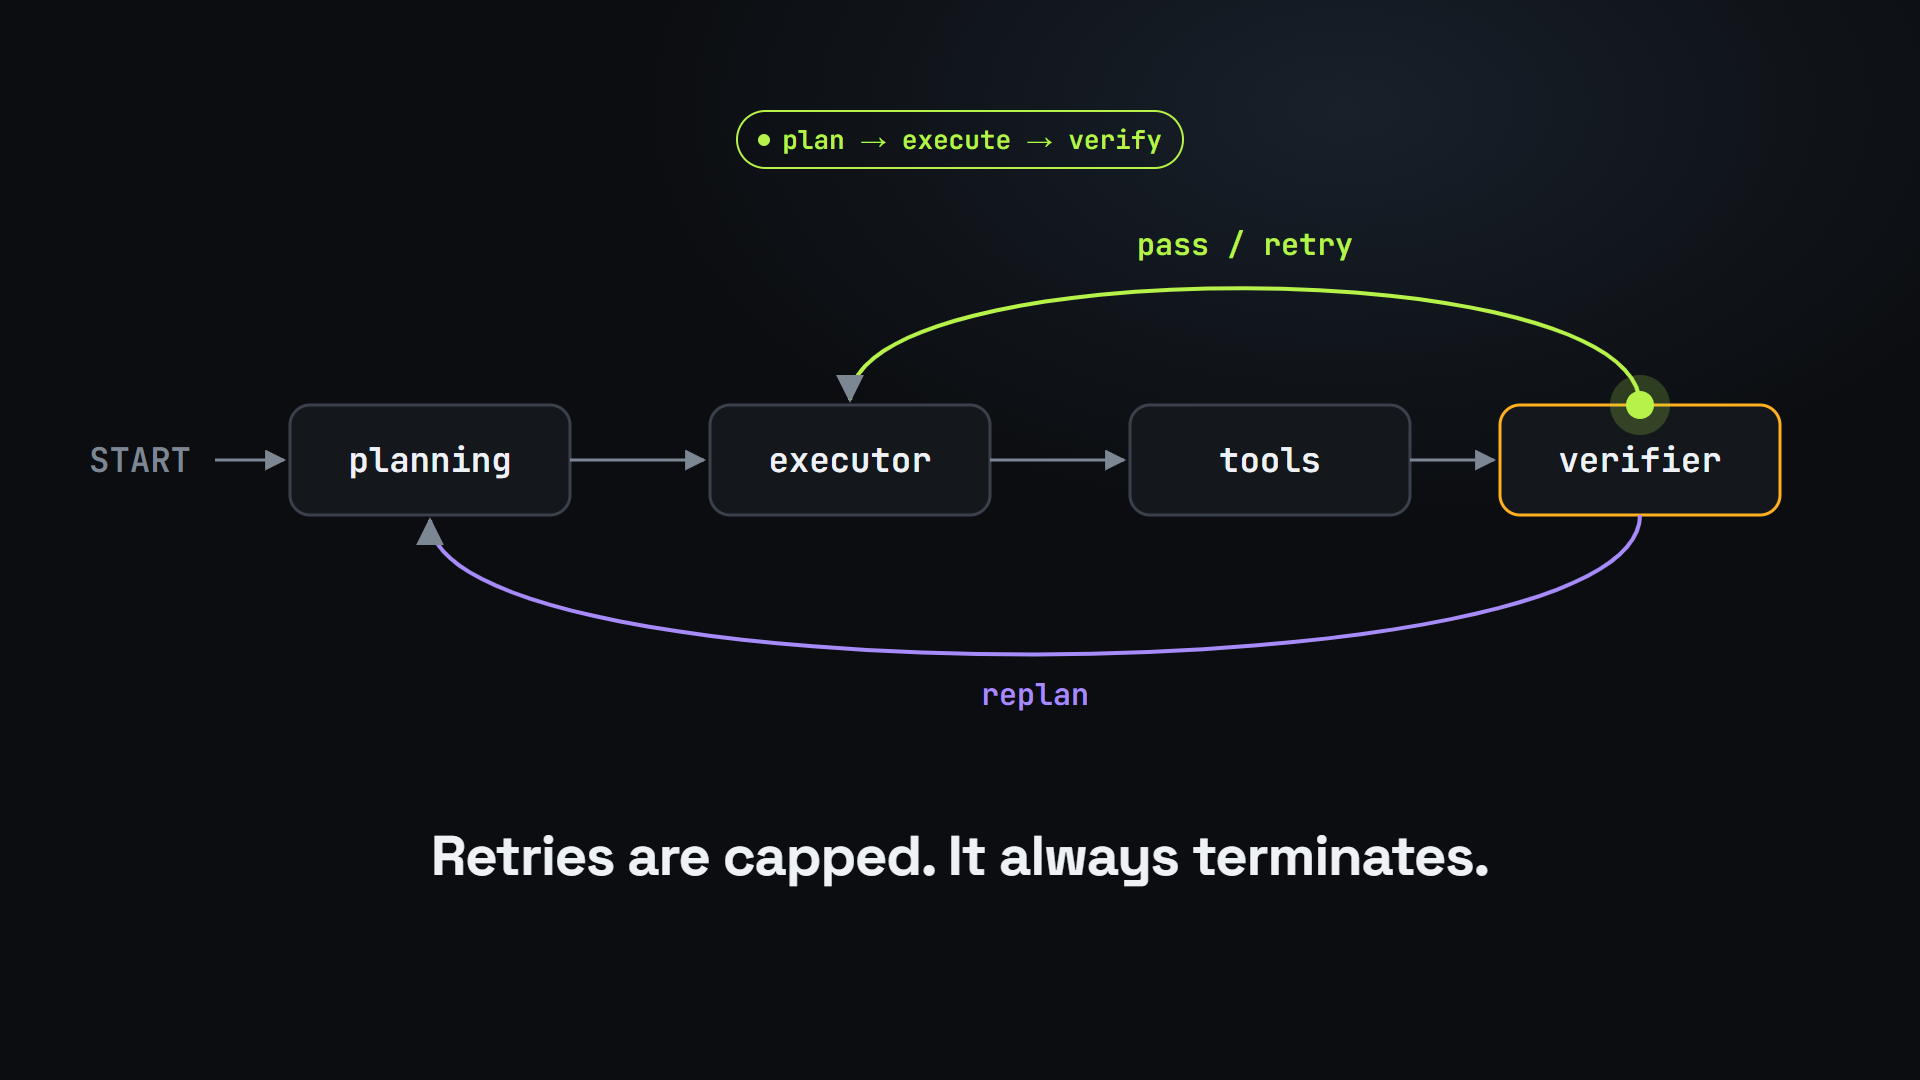 plan → execute → verify
pass / retry
START
planning
executor
tools
verifier
replan
Retries are capped. It always terminates.